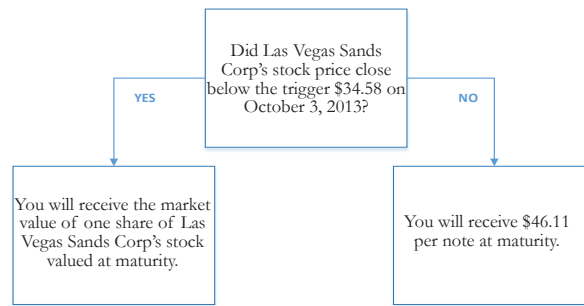 Did Las Vegas Sands
Corp's stock price close
below the trigger $34.58 on
October 3, 2013?
YES
NO
You will receive the market
value of one share of Las
Vegas Sands Corp's stock
valued at maturity.
You will receive $46.11
per note at maturity.